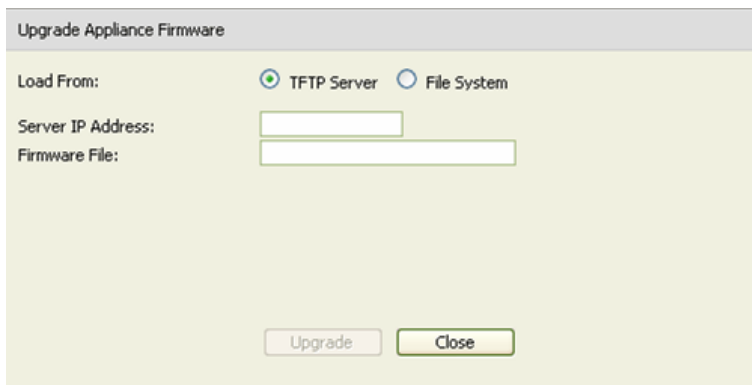 Upgrade Appliance Firmware
Load From: TFTP Server File System
Server IP Address:
Firmware File:
Upgrade Close